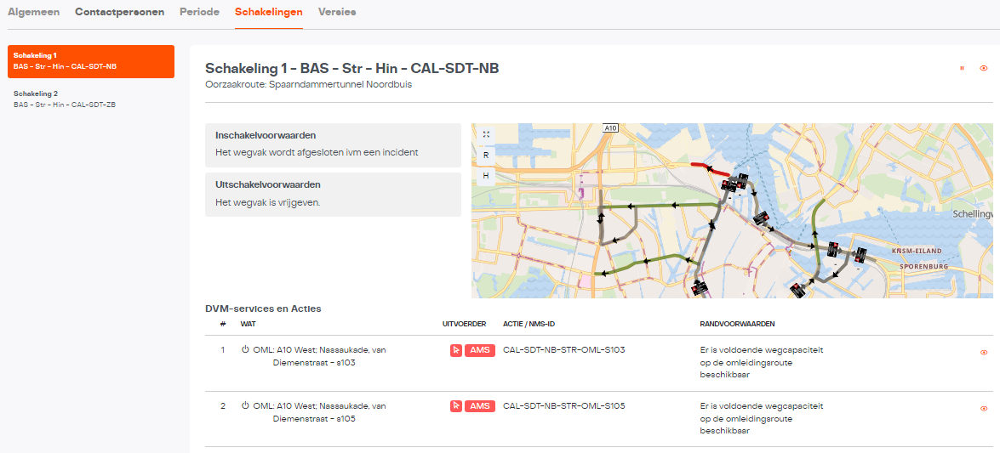 Algemeen Contactpersonen Periode Schakelingen Versies
Schakeling 1
BAS - Str - Hin - CAL-SDT-NB
Schakeling 2
BAS - Str - Hin - CAL-SDT-ZB
Schakeling 1 - BAS - Str - Hin - CAL-SDT-NB
Oorzaakroute: Spaarndammertunnel Noordbuis
Inschakelvoorwaarden
Het wegvak wordt afgesloten ivm een incident
Uitschakelvoorwaarden
Het wegvak is vrijgeven.
A10
R
H
Schellingw
KNSM-EILAND
SPORENBURG
DVM-services en Acties
# WAT UITVOERDER ACTIE / NMS-ID RANDVOORWAARDEN
1 OML: A10 West; Nassaukade, van AMS CAL-SDT-NB-STR-OML-S103 Er is voldoende wegcapaciteit
Diemenstraat - s103 op de omleidingsroute
beschikbaar
2 OML: A10 West; Nassaukade, van AMS CAL-SDT-NB-STR-OML-S105 Er is voldoende wegcapaciteit
Diemenstraat - s105 op de omleidingsroute
beschikbaar